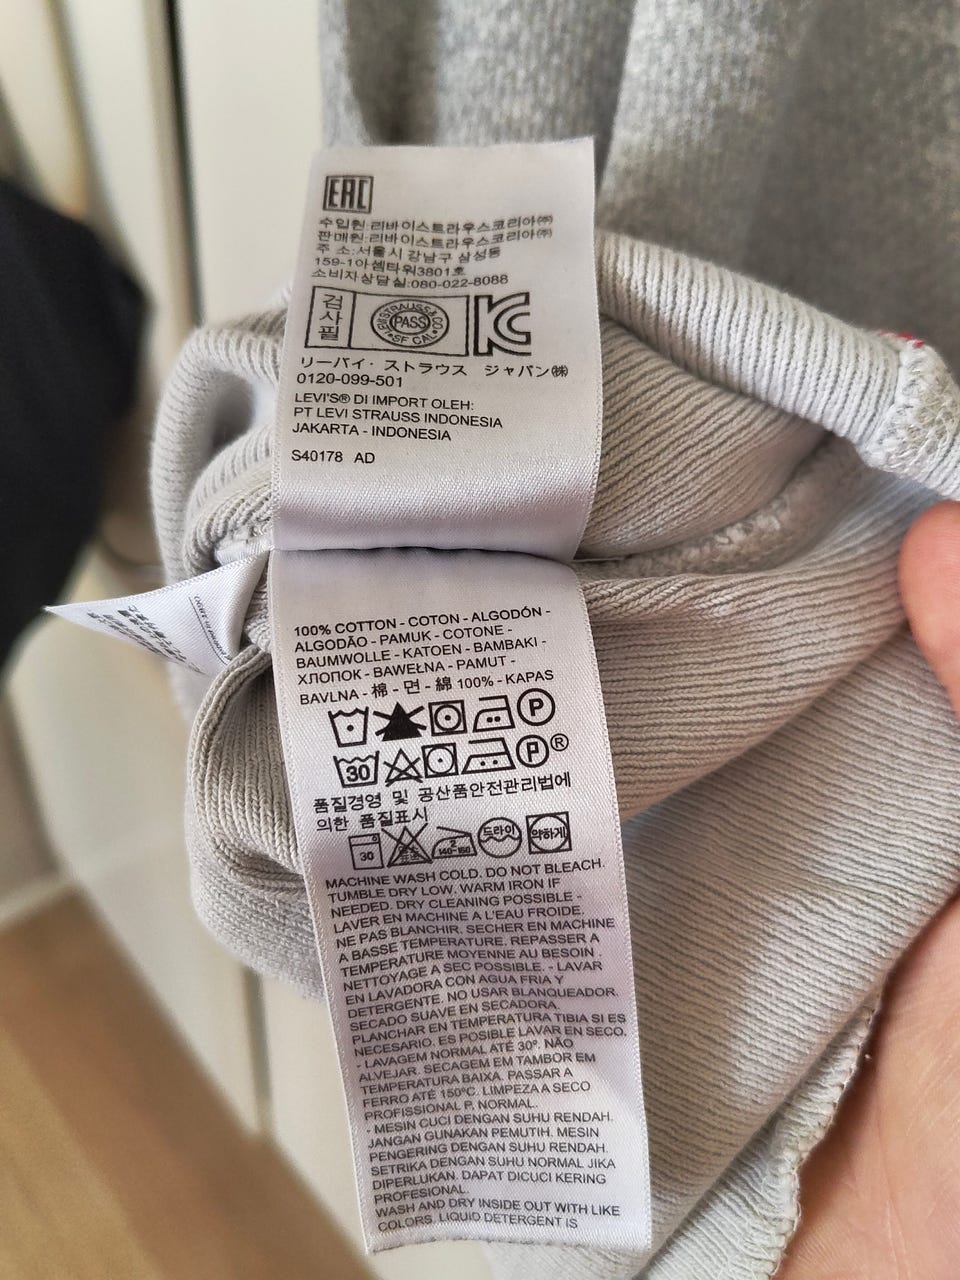 EAC
수입원:리바이스트라우스코리아㈜
판매원:리바이스트라우스코리아㈜
주 소:서울시 강남구 삼성동
159-1아셈타워3801호
소비자상담실:080-022-8088
검사필
STRAUSS & CO
PASS
SF CAL
KC
リーバイ・ストラウス ジャパン㈱
0120-099-501
LEVI'S® DI IMPORT OLEH:
PT LEVI STRAUSS INDONESIA
JAKARTA - INDONESIA
S40178 AD
100% COTTON - COTON - ALGODÓN -
ALGODÃO - PAMUK - COTONE -
BAUMWOLLE - KATOEN - BAMBAKI -
ХЛОПОК - BAWEŁNA - PAMUT -
BAVLNA - 棉 - 면 - 綿 100% - KAPAS
P
30 P ®
품질경영 및 공산품안전관리법에
의한 품질표시
30 2 140-150 드라이 약하게
MACHINE WASH COLD. DO NOT BLEACH.
TUMBLE DRY LOW. WARM IRON IF
NEEDED. DRY CLEANING POSSIBLE -
LAVER EN MACHINE A L'EAU FROIDE.
NE PAS BLANCHIR. SECHER EN MACHINE
A BASSE TEMPERATURE. REPASSER A
TEMPERATURE MOYENNE AU BESOIN .
NETTOYAGE A SEC POSSIBLE. - LAVAR
EN LAVADORA CON AGUA FRIA Y
DETERGENTE. NO USAR BLANQUEADOR.
SECADO SUAVE EN SECADORA.
PLANCHAR EN TEMPERATURA TIBIA SI ES
NECESARIO. ES POSIBLE LAVAR EN SECO.
- LAVAGEM NORMAL ATÉ 30º. NÃO
ALVEJAR. SECAGEM EM TAMBOR EM
TEMPERATURA BAIXA. PASSAR A
FERRO ATÉ 150ºC. LIMPEZA A SECO
PROFISSIONAL P, NORMAL.
- MESIN CUCI DENGAN SUHU RENDAH.
JANGAN GUNAKAN PEMUTIH. MESIN
PENGERING DENGAN SUHU RENDAH.
SETRIKA DENGAN SUHU NORMAL JIKA
DIPERLUKAN. DAPAT DICUCI KERING
PROFESIONAL.
WASH AND DRY INSIDE OUT WITH LIKE
COLORS. LIQUID DETERGENT IS